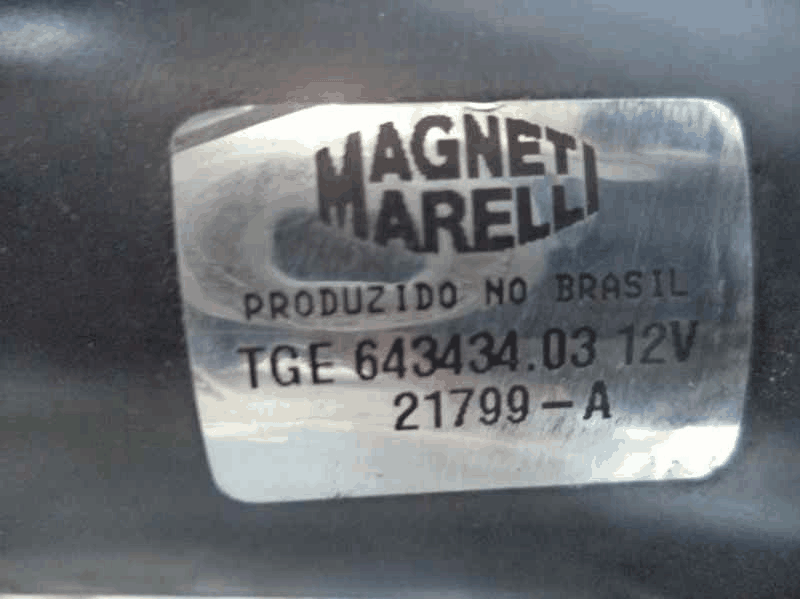 MAGNETI
MARELLI
PRODUZIDO NO BRASIL
TGE 643434.03 12V
21799-A